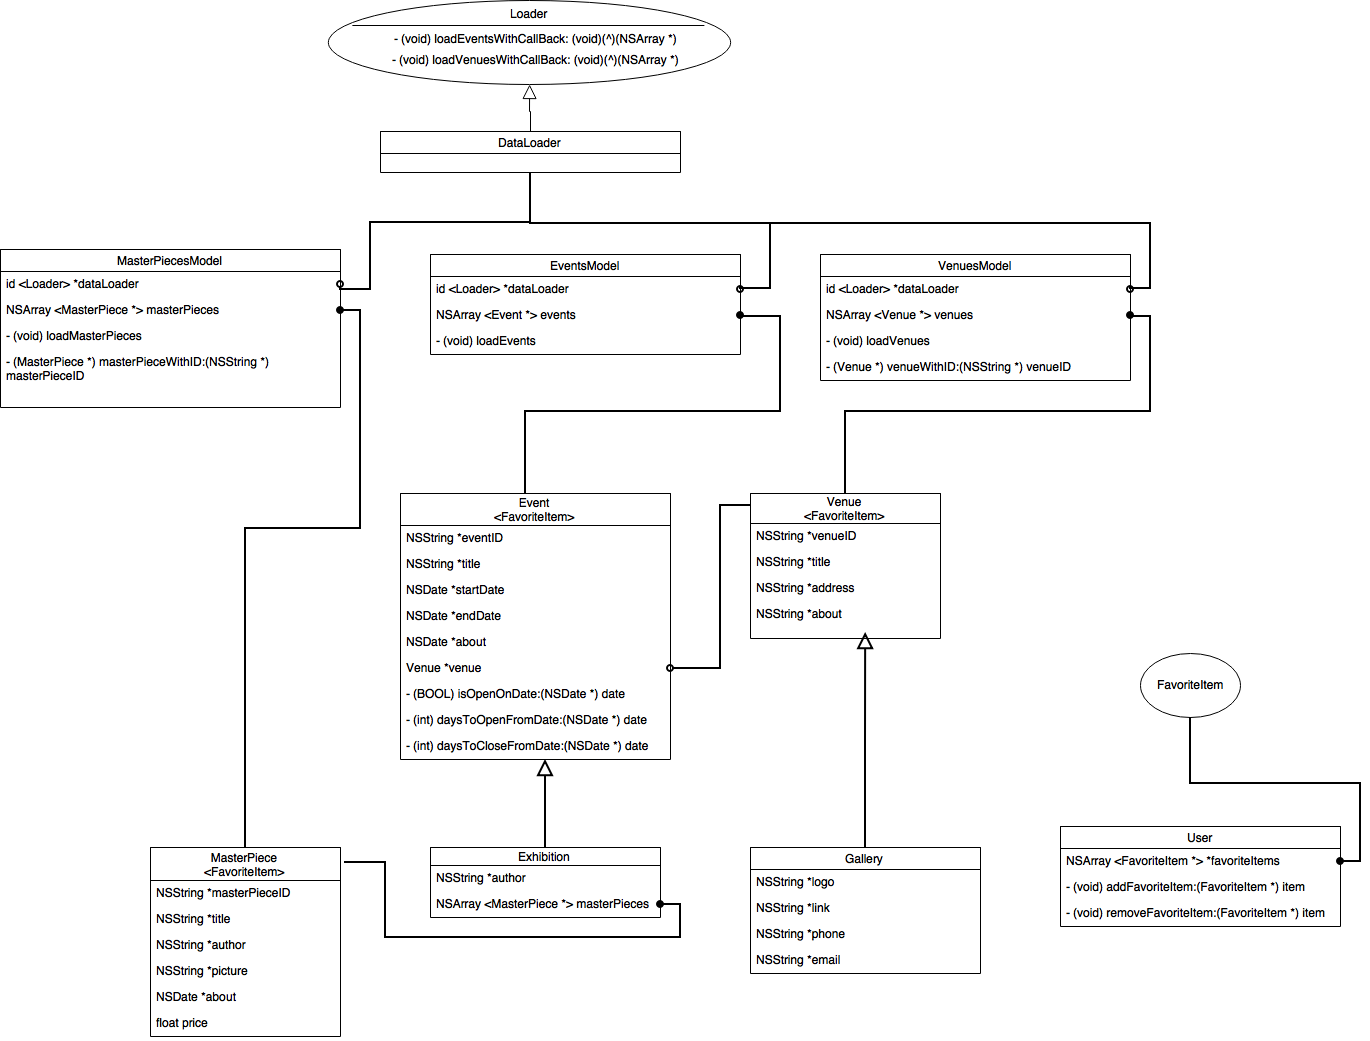 Loader
- (void) loadEventsWithCallBack: (void)(^)(NSArray *)
- (void) loadVenuesWithCallBack: (void)(^)(NSArray *)
DataLoader
MasterPiecesModel
id <Loader> *dataLoader
NSArray <MasterPiece *> masterPieces
- (void) loadMasterPieces
- (MasterPiece *) masterPieceWithID:(NSString *)
masterPieceID
EventsModel
id <Loader> *dataLoader
NSArray <Event *> events
- (void) loadEvents
VenuesModel
id <Loader> *dataLoader
NSArray <Venue *> venues
- (void) loadVenues
- (Venue *) venueWithID:(NSString *) venueID
Event
<FavoriteItem>
NSString *eventID
NSString *title
NSDate *startDate
NSDate *endDate
NSDate *about
Venue *venue
- (BOOL) isOpenOnDate:(NSDate *) date
- (int) daysToOpenFromDate:(NSDate *) date
- (int) daysToCloseFromDate:(NSDate *) date
Venue
<FavoriteItem>
NSString *venueID
NSString *title
NSString *address
NSString *about
FavoriteItem
MasterPiece
<FavoriteItem>
NSString *masterPieceID
NSString *title
NSString *author
NSString *picture
NSDate *about
float price
Exhibition
NSString *author
NSArray <MasterPiece *> masterPieces
Gallery
NSString *logo
NSString *link
NSString *phone
NSString *email
User
NSArray <FavoriteItem *> *favoriteItems
- (void) addFavoriteItem:(FavoriteItem *) item
- (void) removeFavoriteItem:(FavoriteItem *) item